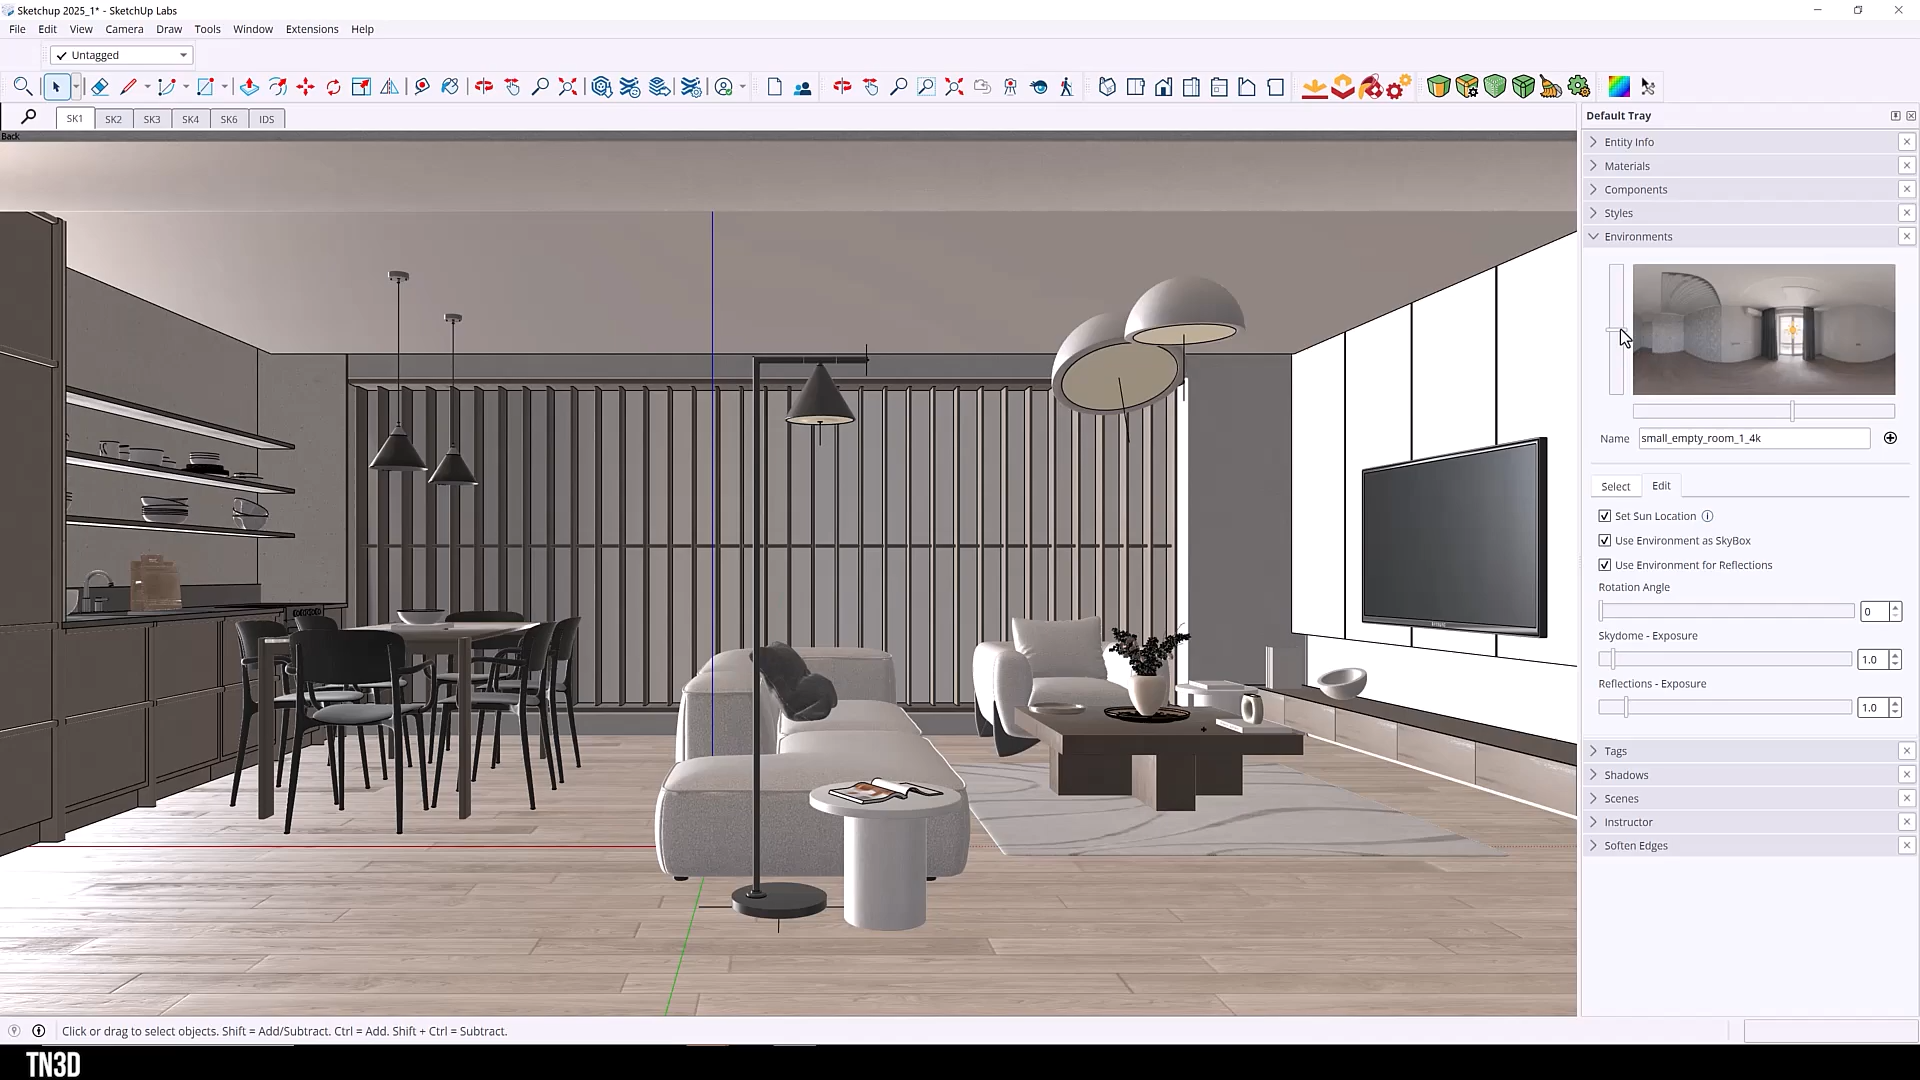 Sketchup 2025_1* - SketchUp Labs
File Edit View Camera Draw Tools Window Extensions Help
Untagged
SK1 SK2 SK3 SK4 SK6 IDS
Back
Default Tray
Entity Info
Materials
Components
Styles
Environments
Name small_empty_room_1_4k
Select Edit
Set Sun Location
Use Environment as SkyBox
Use Environment for Reflections
Rotation Angle
0
Skydome - Exposure
1.0
Reflections - Exposure
1.0
Tags
Shadows
Scenes
Instructor
Soften Edges
Click or drag to select objects. Shift = Add/Subtract. Ctrl = Add. Shift + Ctrl = Subtract.
TN3D